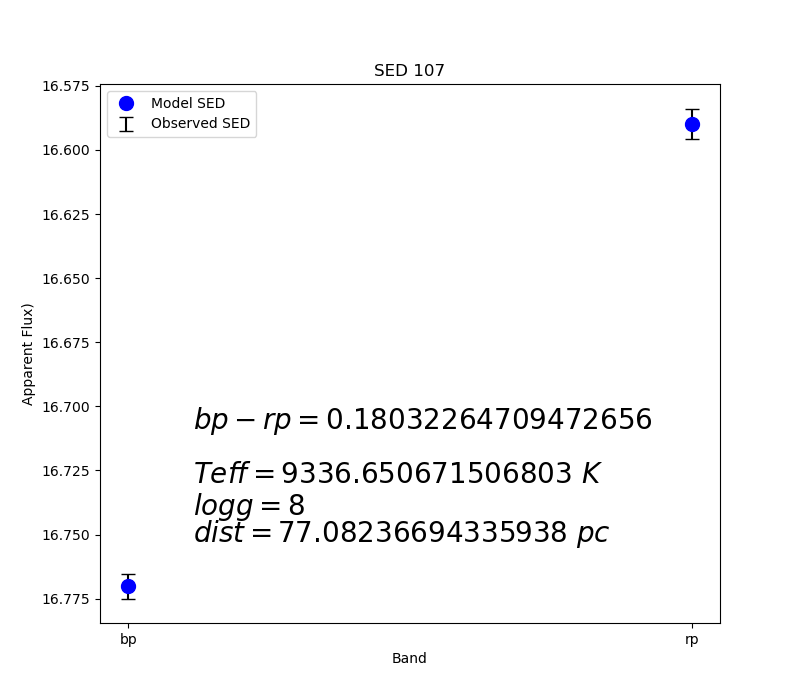 SED 107
Model SED
Observed SED
16.575
16.600
16.625
16.650
16.675
16.700
16.725
16.750
16.775
Apparent Flux)
bp − rp = 0.18032264709472656
Teff = 9336.650671506803 K
logg = 8
dist = 77.08236694335938 pc
bp
rp
Band